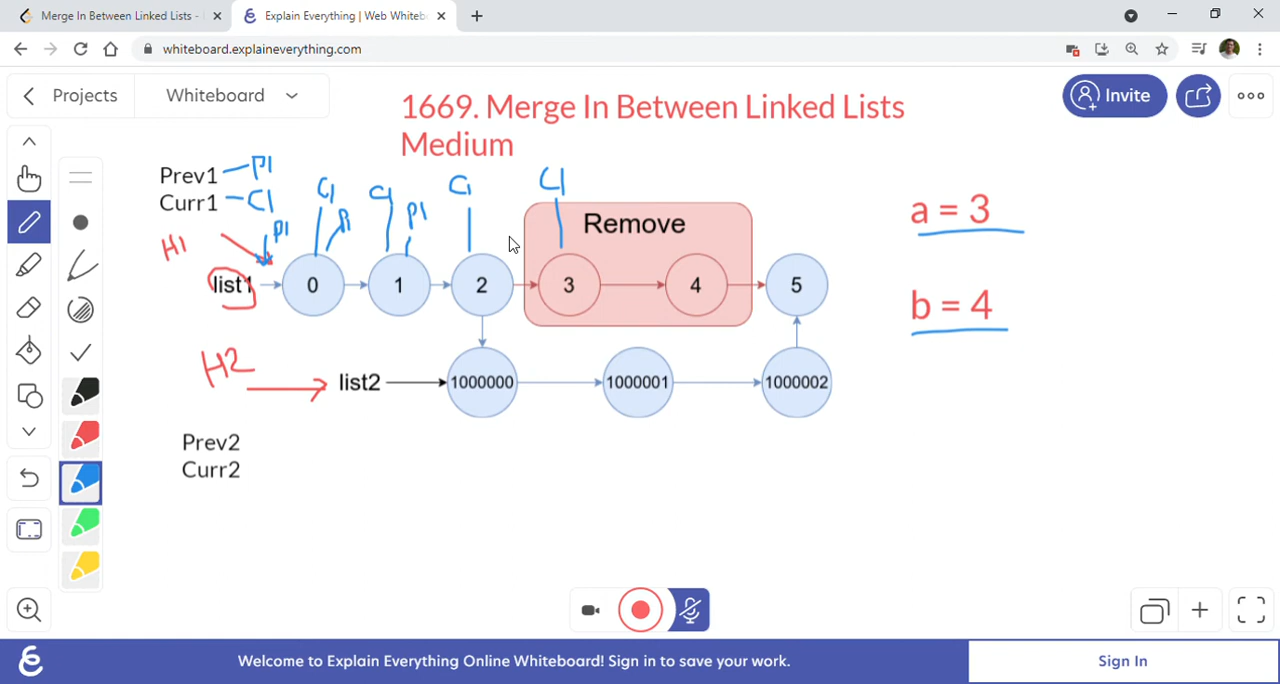 Merge In Between Linked Lists -
Explain Everything | Web Whiteb
whiteboard.explaineverything.com
Projects
Whiteboard
1669. Merge In Between Linked Lists
Medium
Invite
Prev1 P1
Curr1 C1
C1
C1
C1
C1
P1
P1
P1
H1
Remove
a = 3
list1
0
1
2
3
4
5
b = 4
H2
list2
1000000
1000001
1000002
Prev2
Curr2
Welcome to Explain Everything Online Whiteboard! Sign in to save your work.
Sign In